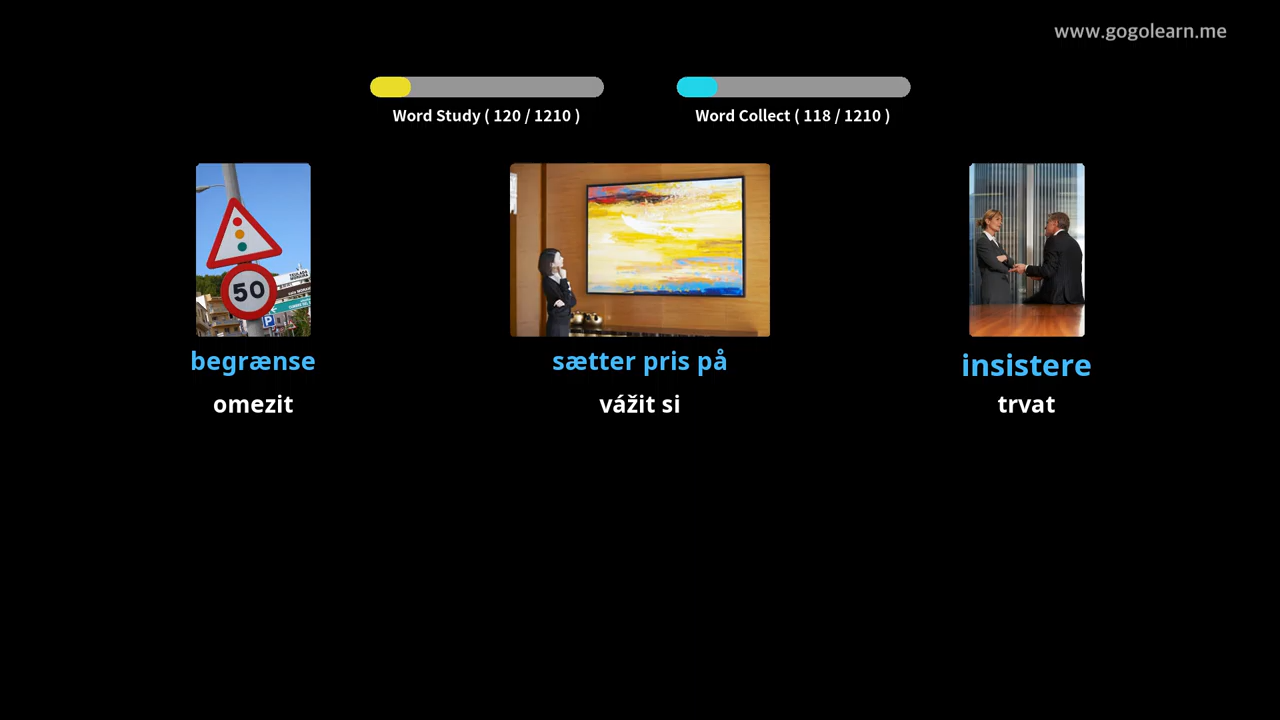 www.gogolearn.me
Word Study ( 120 / 1210 )
Word Collect ( 118 / 1210 )
50
P
begrænse
sætter pris på
insistere
omezit
vážit si
trvat